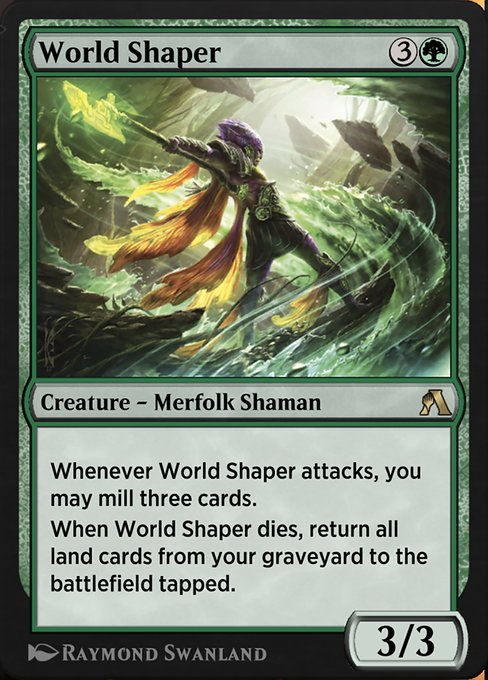 World Shaper 3
Creature – Merfolk Shaman
Whenever World Shaper attacks, you
may mill three cards.
When World Shaper dies, return all
land cards from your graveyard to the
battlefield tapped.
3/3
Raymond Swanland